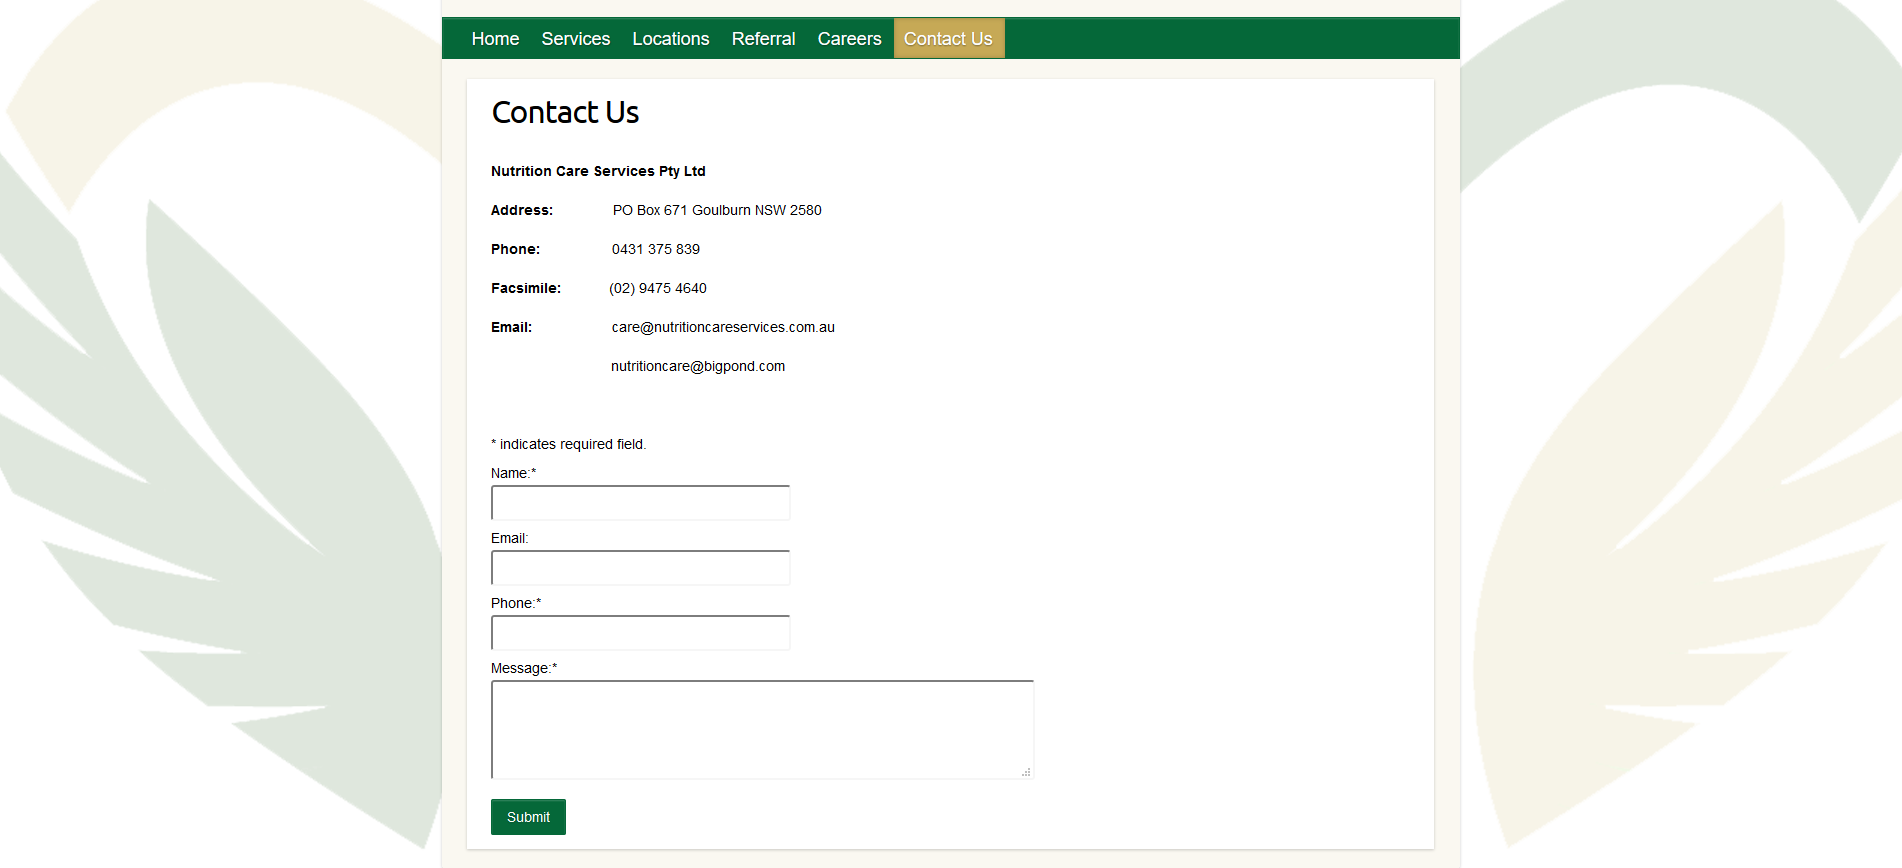 Home Services Locations Referral Careers Contact Us
Contact Us
Nutrition Care Services Pty Ltd
Address: PO Box 671 Goulburn NSW 2580
Phone: 0431 375 839
Facsimile: (02) 9475 4640
Email: care@nutritioncareservices.com.au
nutritioncare@bigpond.com
* indicates required field.
Name:*
Email:
Phone:*
Message:*
Submit